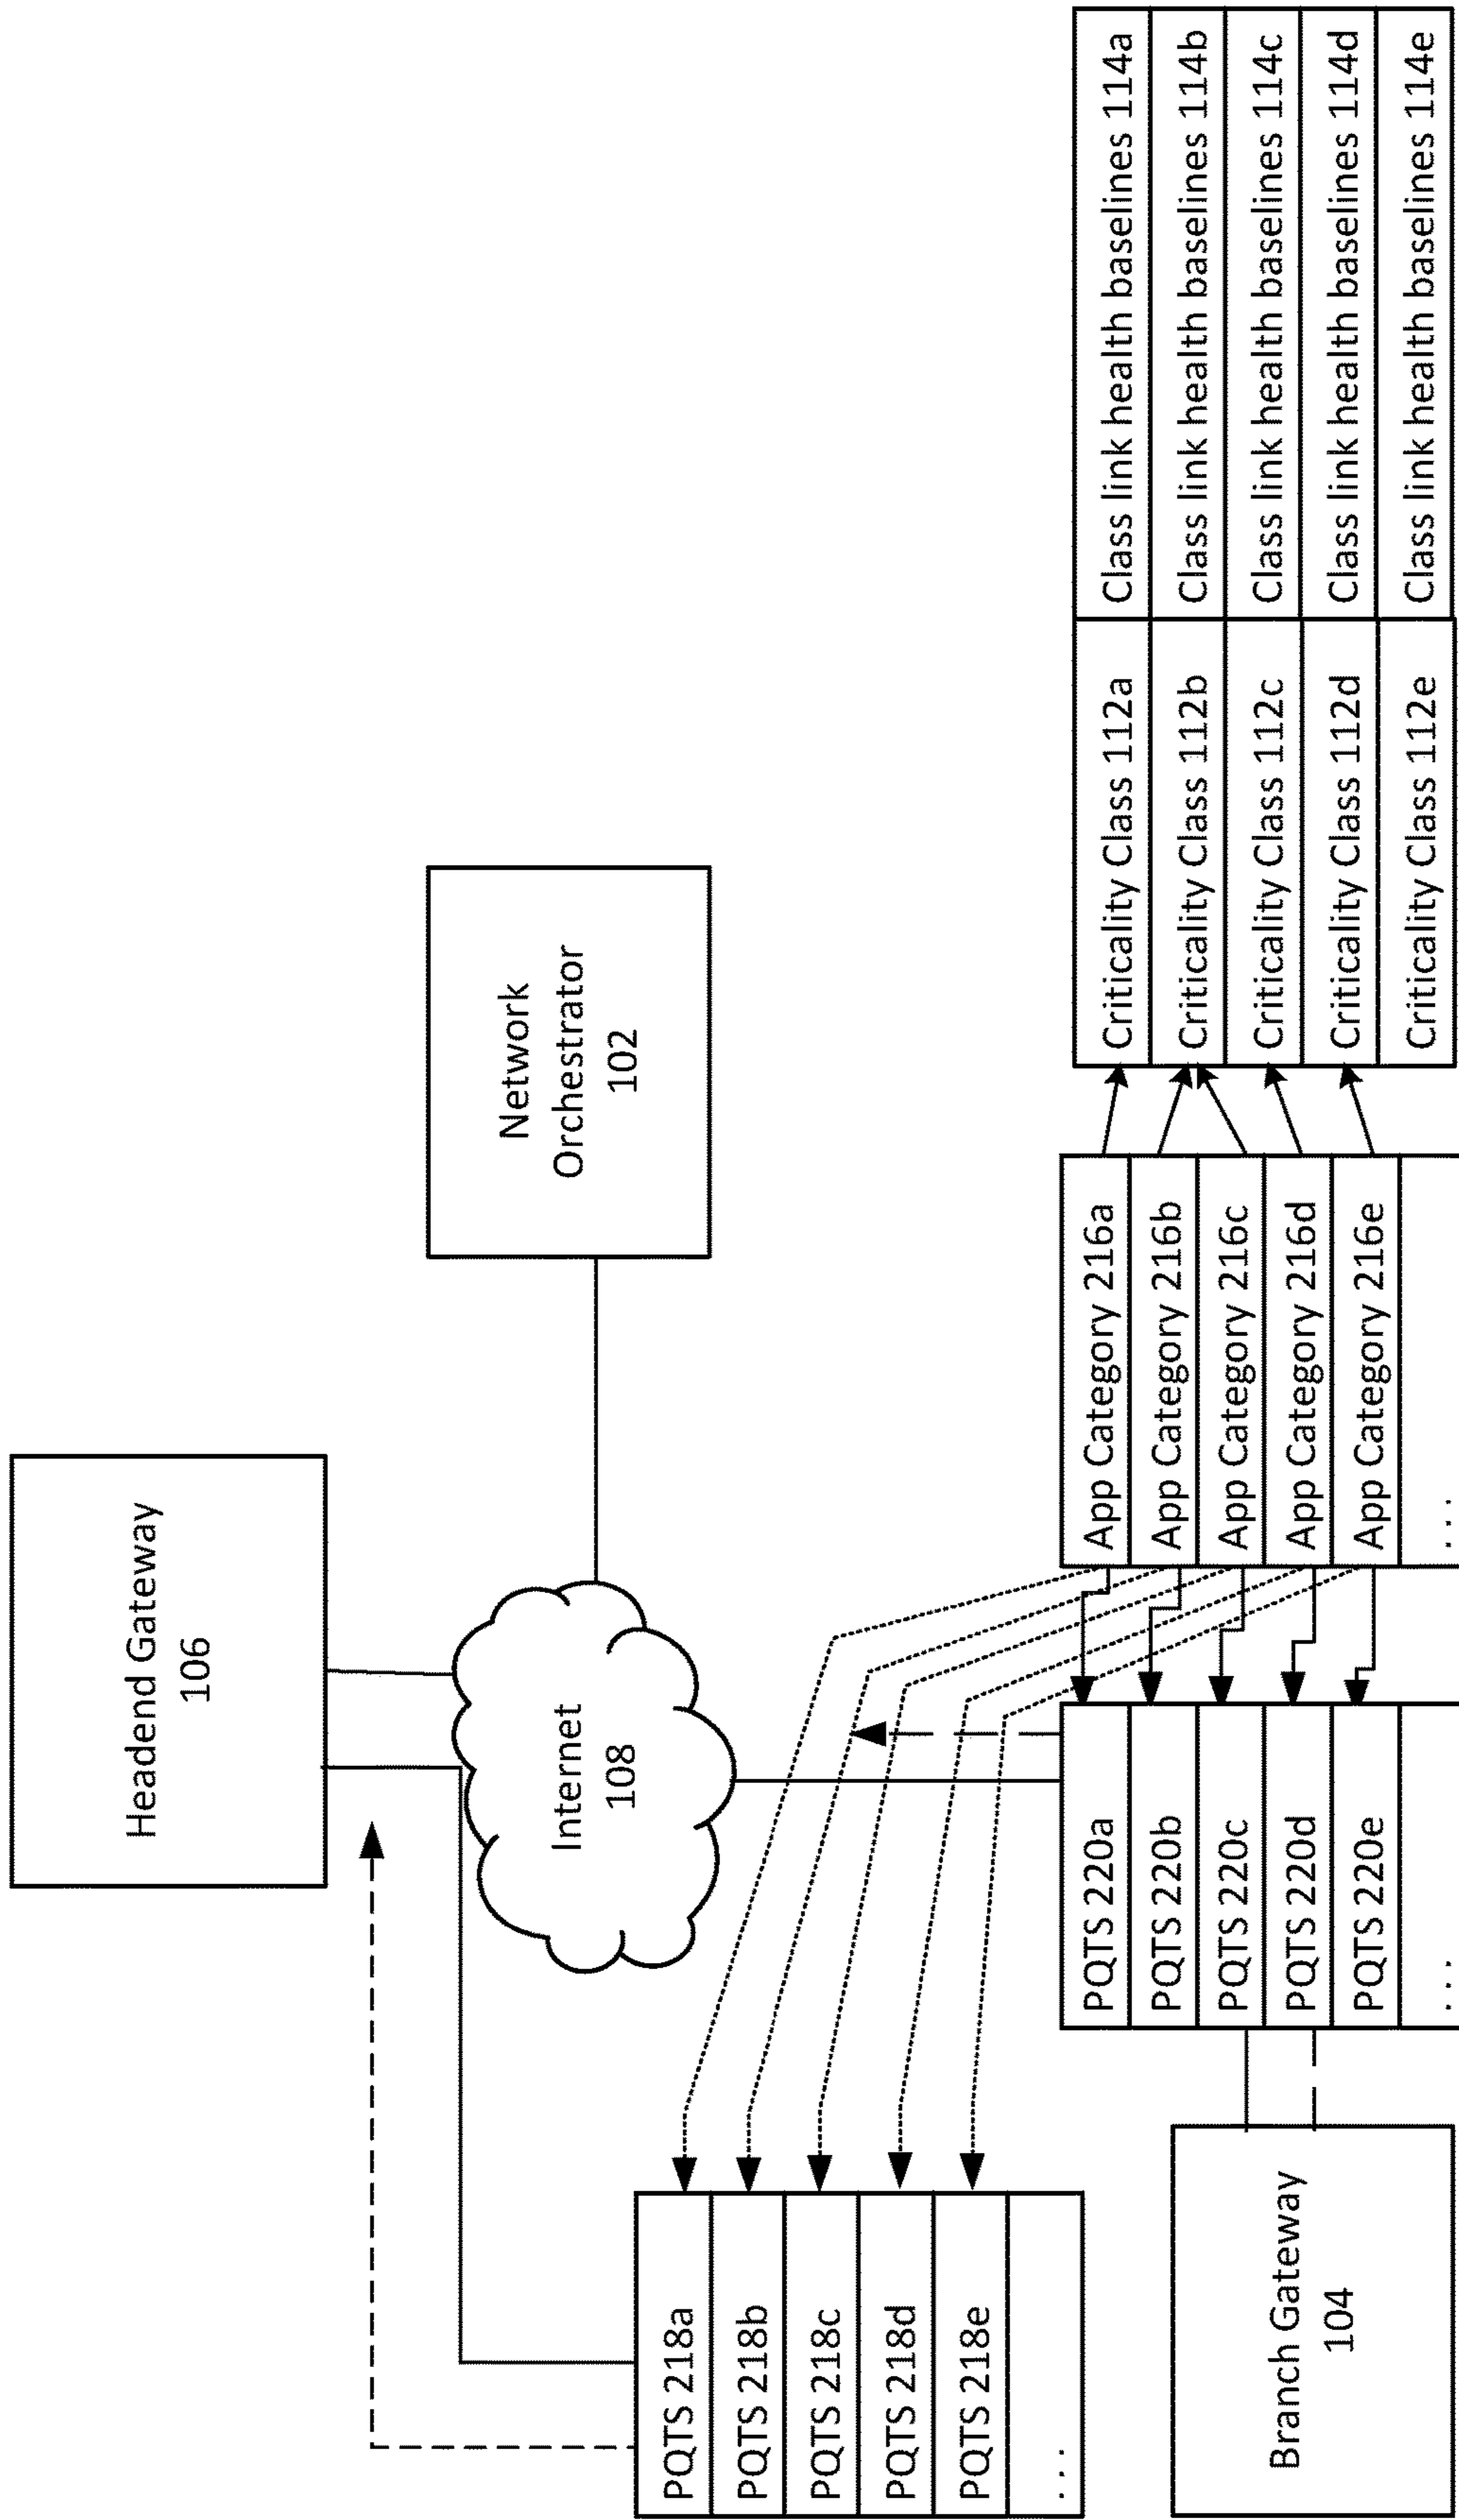 Headend Gateway
106
Network
Orchestrator
102
Internet
108
PQTS 218a
PQTS 218b
PQTS 218c
PQTS 218d
PQTS 218e
...
Branch Gateway
104
PQTS 220a
PQTS 220b
PQTS 220c
PQTS 220d
PQTS 220e
...
App Category 216a
App Category 216b
App Category 216c
App Category 216d
App Category 216e
...
Criticality Class 112a
Criticality Class 112b
Criticality Class 112c
Criticality Class 112d
Criticality Class 112e
Class link health baselines 114a
Class link health baselines 114b
Class link health baselines 114c
Class link health baselines 114d
Class link health baselines 114e